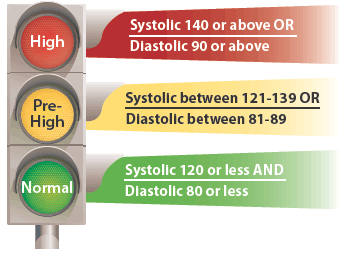 High
Systolic 140 or above OR
Diastolic 90 or above
Pre-
High
Systolic between 121-139 OR
Diastolic between 81-89
Normal
Systolic 120 or less AND
Diastolic 80 or less